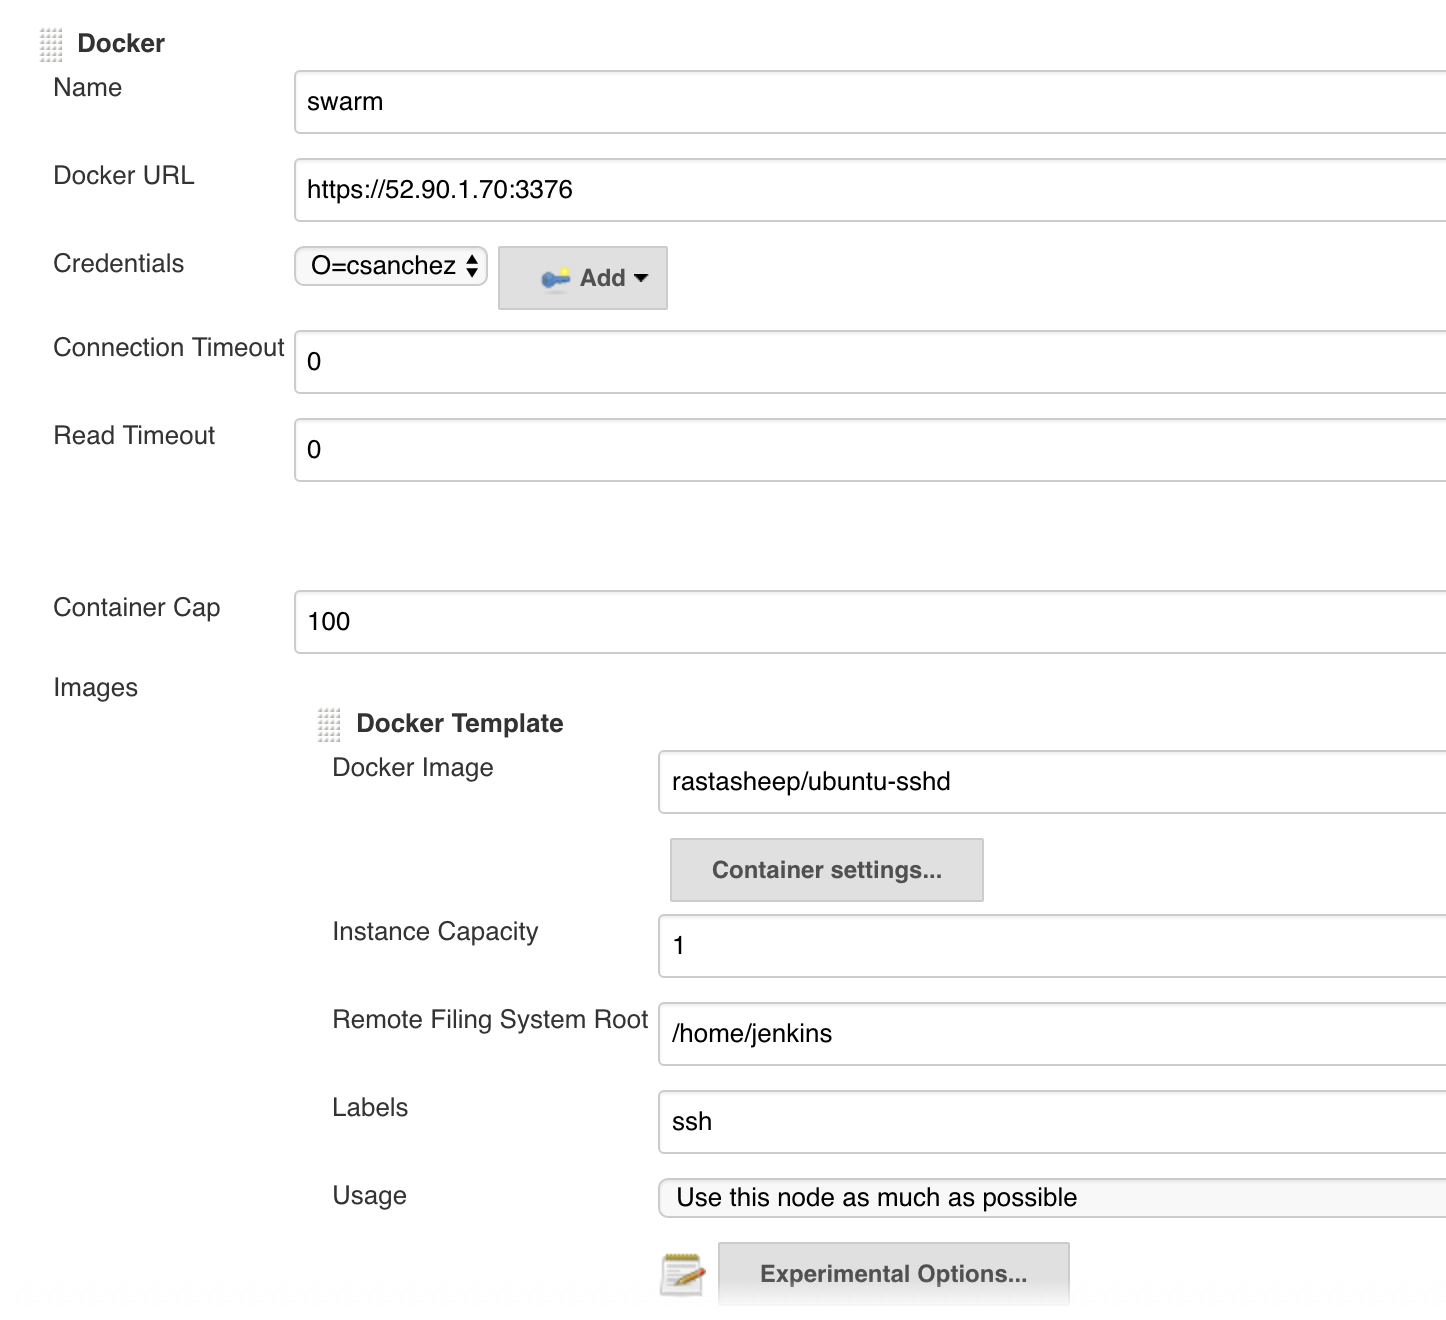 Docker
Name
swarm
Docker URL
https://52.90.1.70:3376
Credentials
O=csanchez
Add
Connection Timeout
0
Read Timeout
0
Container Cap
100
Images
Docker Template
Docker Image
rastasheep/ubuntu-sshd
Container settings...
Instance Capacity
1
Remote Filing System Root
/home/jenkins
Labels
ssh
Usage
Use this node as much as possible
Experimental Options...